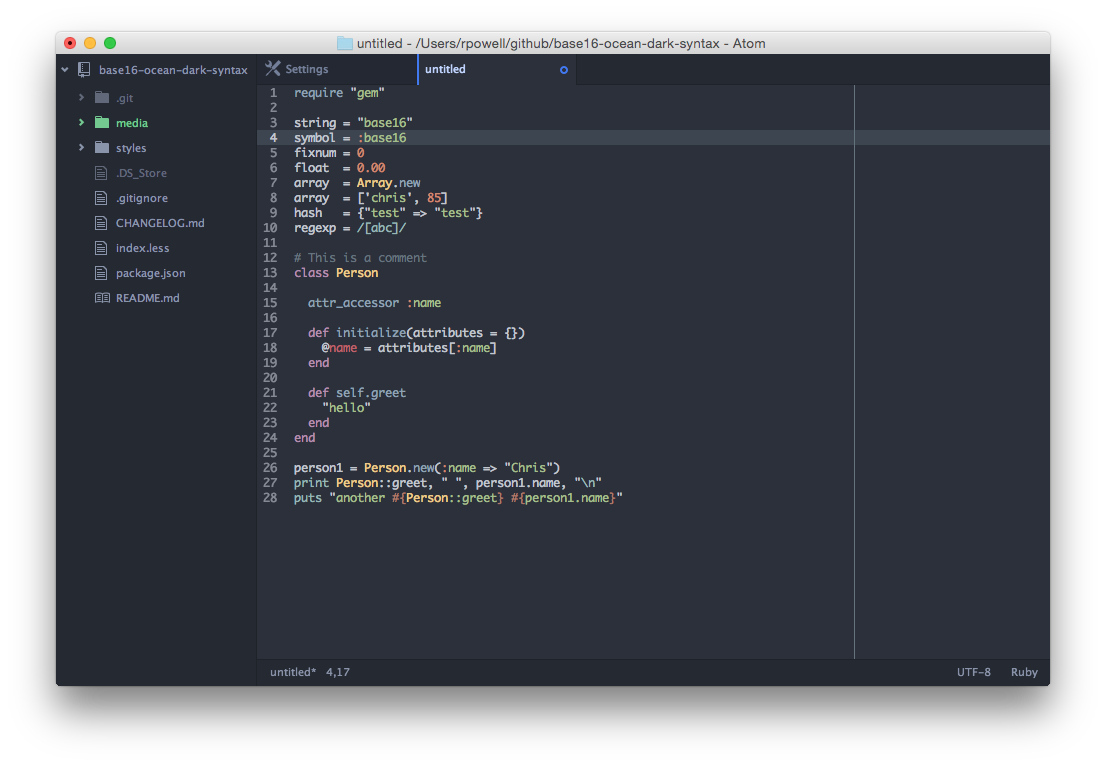 untitled - /Users/rpowell/github/base16-ocean-dark-syntax - Atom
base16-ocean-dark-syntax
.git
media
styles
.DS_Store
.gitignore
CHANGELOG.md
index.less
package.json
README.md
Settings
untitled
1 require "gem"
2
3 string = "base16"
4 symbol = :base16
5 fixnum = 0
6 float  = 0.00
7 array  = Array.new
8 array  = ['chris', 85]
9 hash   = {"test" => "test"}
10 regexp = /[abc]/
11
12 # This is a comment
13 class Person
14
15   attr_accessor :name
16
17   def initialize(attributes = {})
18     @name = attributes[:name]
19   end
20
21   def self.greet
22     "hello"
23   end
24 end
25
26 person1 = Person.new(:name => "Chris")
27 print Person::greet, " ", person1.name, "\n"
28 puts "another #{Person::greet} #{person1.name}"
untitled* 4,17
UTF-8 Ruby